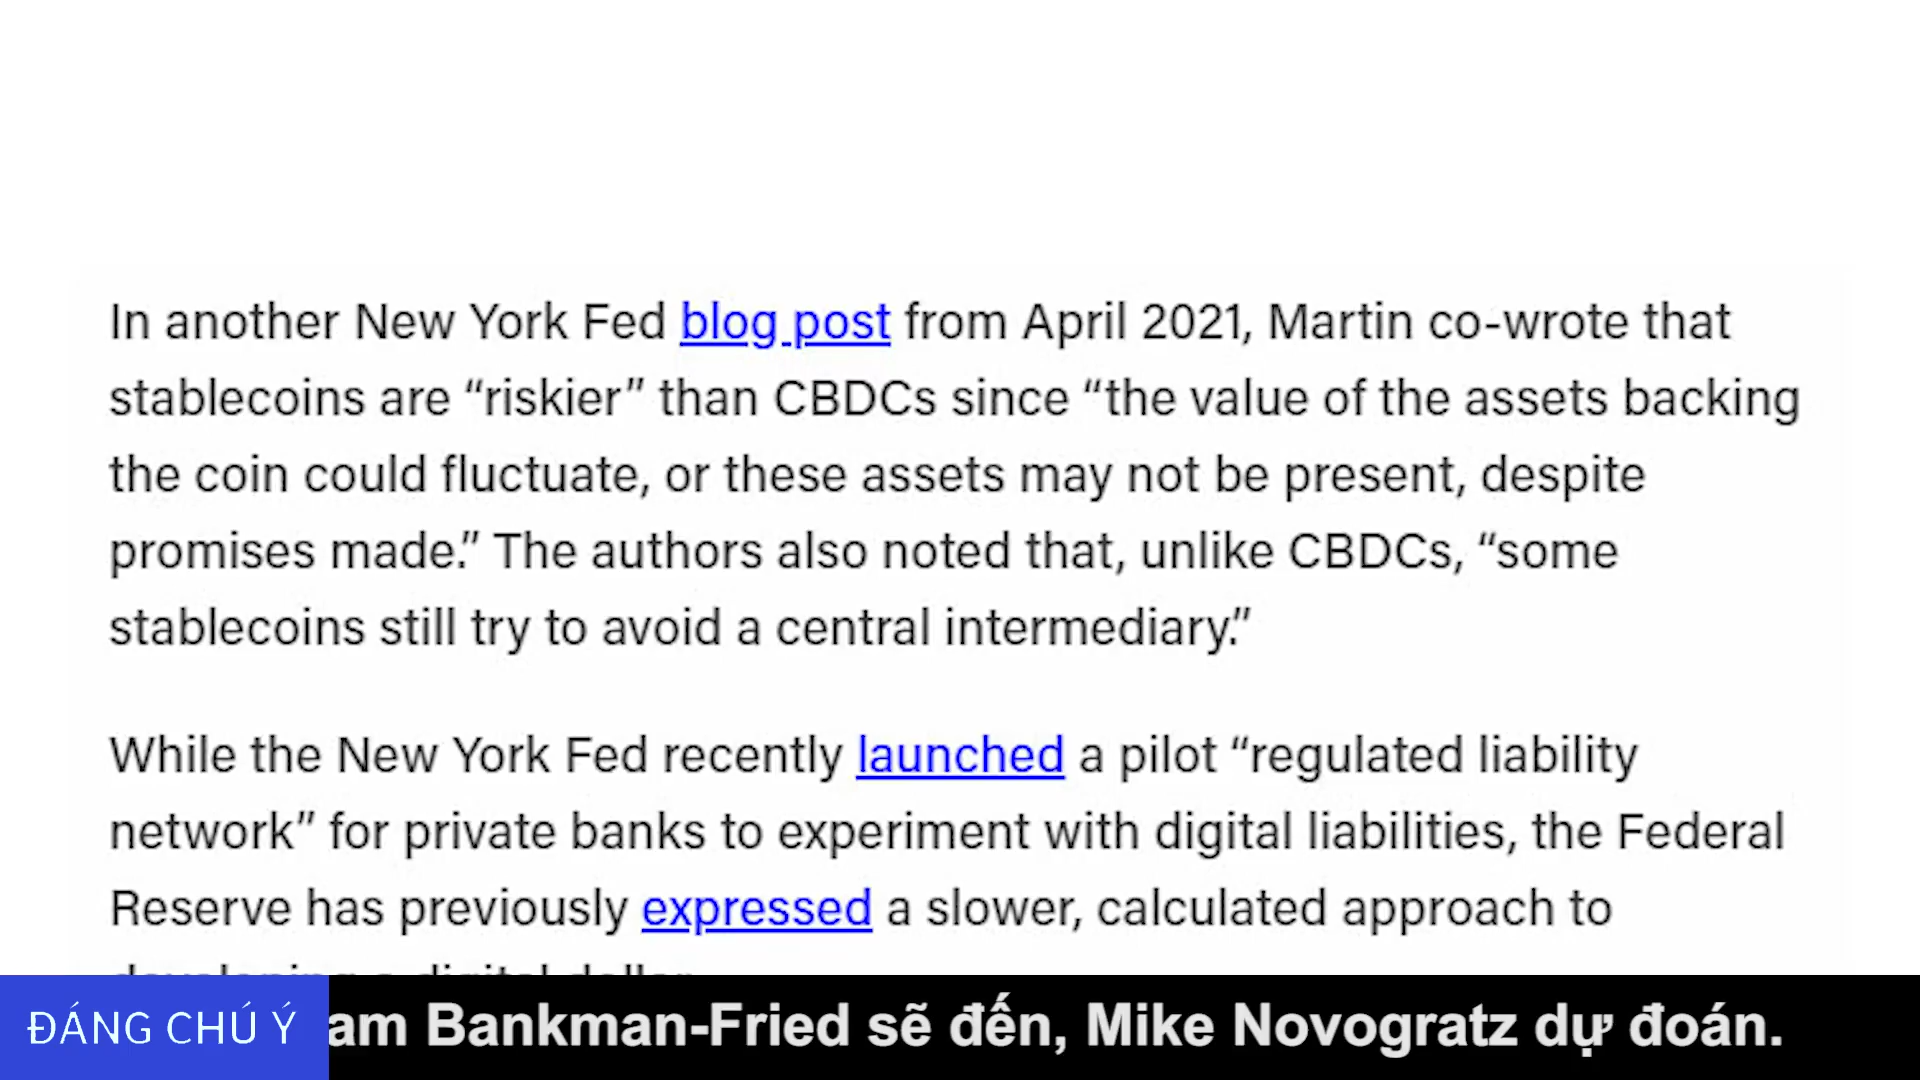 In another New York Fed blog post from April 2021, Martin co-wrote that
stablecoins are “riskier” than CBDCs since “the value of the assets backing
the coin could fluctuate, or these assets may not be present, despite
promises made.” The authors also noted that, unlike CBDCs, “some
stablecoins still try to avoid a central intermediary.”
While the New York Fed recently launched a pilot “regulated liability
network” for private banks to experiment with digital liabilities, the Federal
Reserve has previously expressed a slower, calculated approach to
developing a digital dollar.
ĐÁNG CHÚ Ý am Bankman-Fried sẽ đến, Mike Novogratz dự đoán.